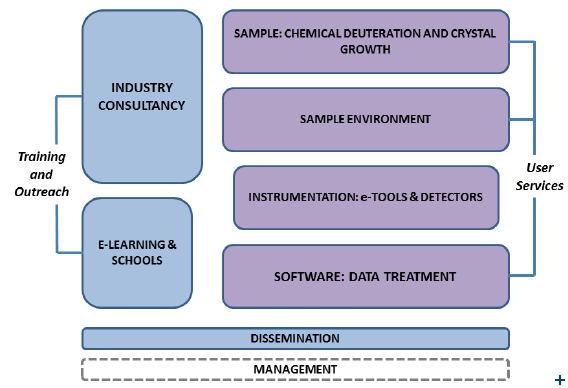 INDUSTRY
CONSULTANCY
SAMPLE: CHEMICAL DEUTERATION AND CRYSTAL
GROWTH
SAMPLE ENVIRONMENT
Training
and
Outreach
User
Services
INSTRUMENTATION: e-TOOLS & DETECTORS
E-LEARNING &
SCHOOLS
SOFTWARE: DATA TREATMENT
DISSEMINATION
MANAGEMENT
+